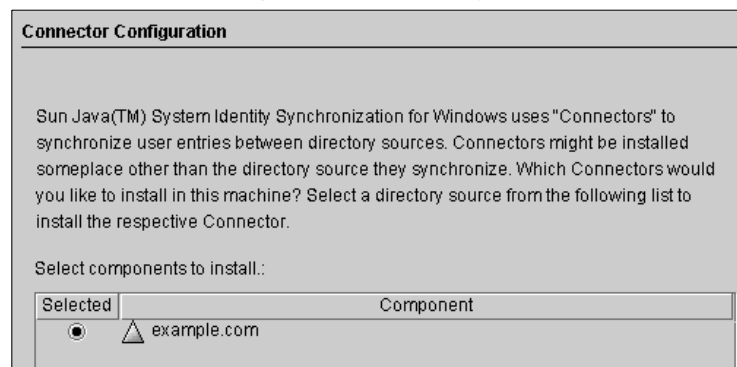 Connector Configuration
Sun Java(TM) System Identity Synchronization for Windows uses "Connectors" to
synchronize user entries between directory sources. Connectors might be installed
someplace other than the directory source they synchronize. Which Connectors would
you like to install in this machine? Select a directory source from the following list to
install the respective Connector.
Select components to install.:
Selected Component
example.com